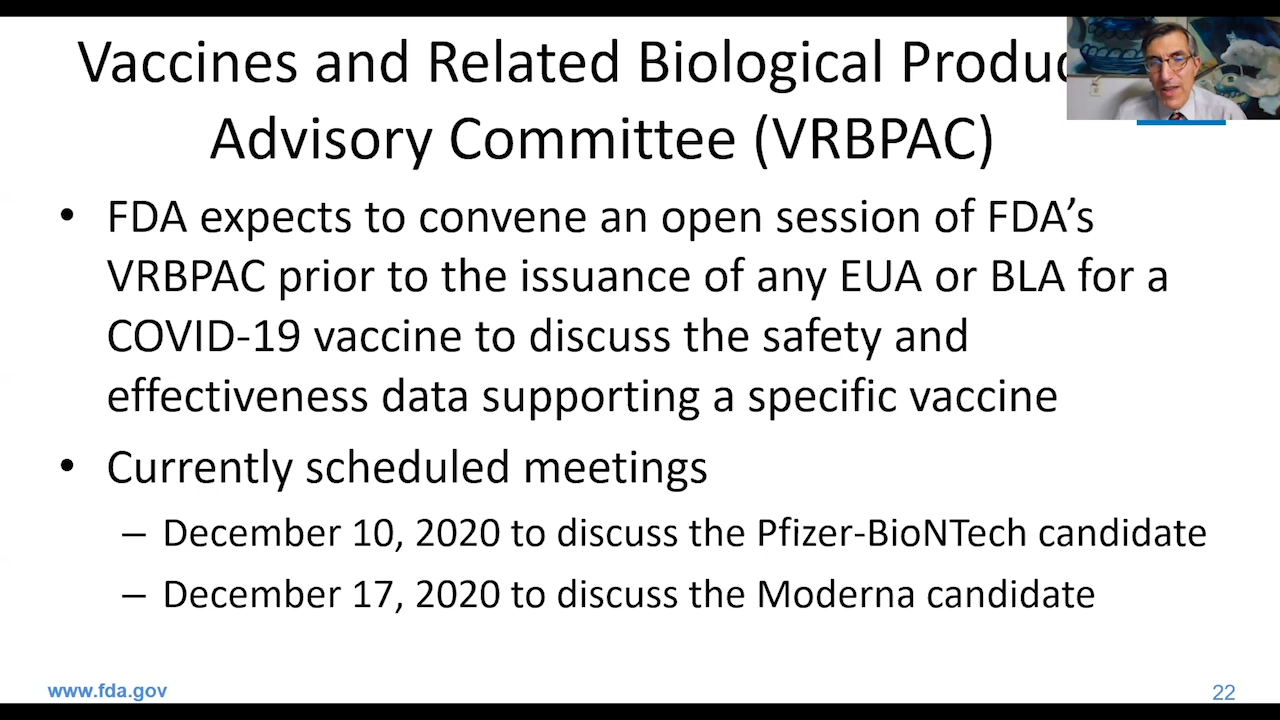 Vaccines and Related Biological Produc
Advisory Committee (VRBPAC)
• FDA expects to convene an open session of FDA’s
VRBPAC prior to the issuance of any EUA or BLA for a
COVID-19 vaccine to discuss the safety and
effectiveness data supporting a specific vaccine
• Currently scheduled meetings
– December 10, 2020 to discuss the Pfizer-BioNTech candidate
– December 17, 2020 to discuss the Moderna candidate
www.fda.gov
22